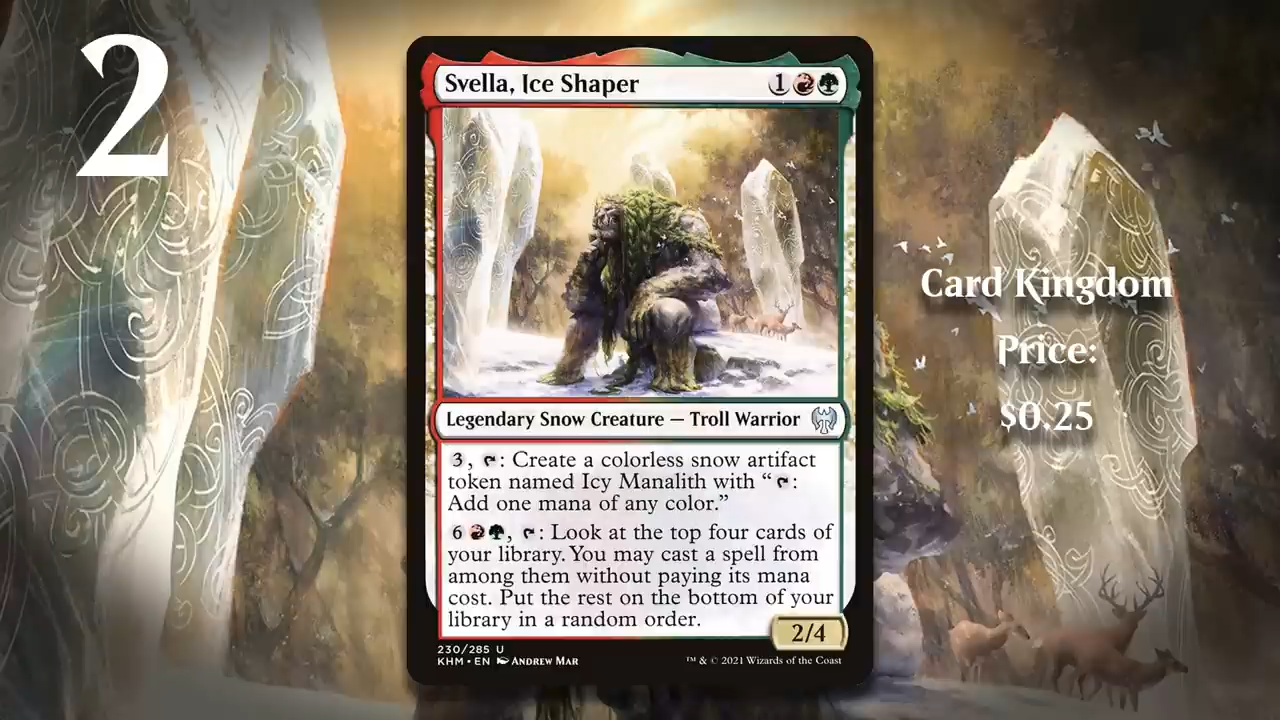 2
Svella, Ice Shaper 1
Legendary Snow Creature — Troll Warrior
3, : Create a colorless snow artifact
token named Icy Manalith with “ :
Add one mana of any color.”
6 , : Look at the top four cards of
your library. You may cast a spell from
among them without paying its mana
cost. Put the rest on the bottom of your
library in a random order.
2/4
230/285 U
KHM • EN Andrew Mar
™ & © 2021 Wizards of the Coast
Card Kingdom
Price:
$0.25